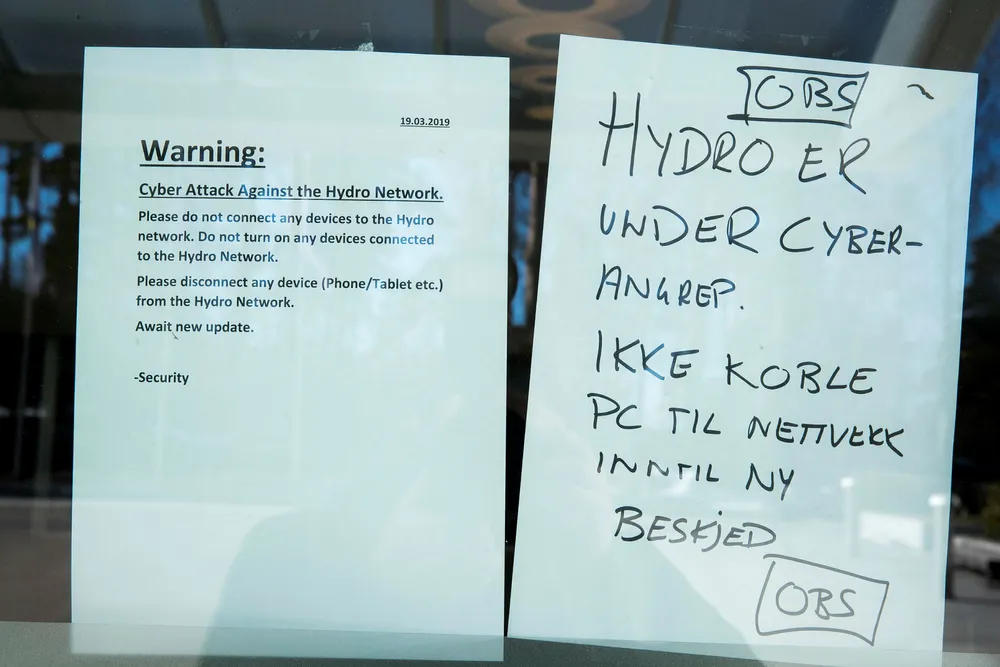 19.03.2019
Warning:
Cyber Attack Against the Hydro Network.
Please do not connect any devices to the Hydro
network. Do not turn on any devices connected
to the Hydro Network.
Please disconnect any device (Phone/Tablet etc.)
from the Hydro Network.
Await new update.
-Security
OBS
HYDRO ER
UNDER CYBER-
ANGREP.
IKKE KOBLE
PC TIL NETTVERK
INNTIL NY
BESKJED
OBS